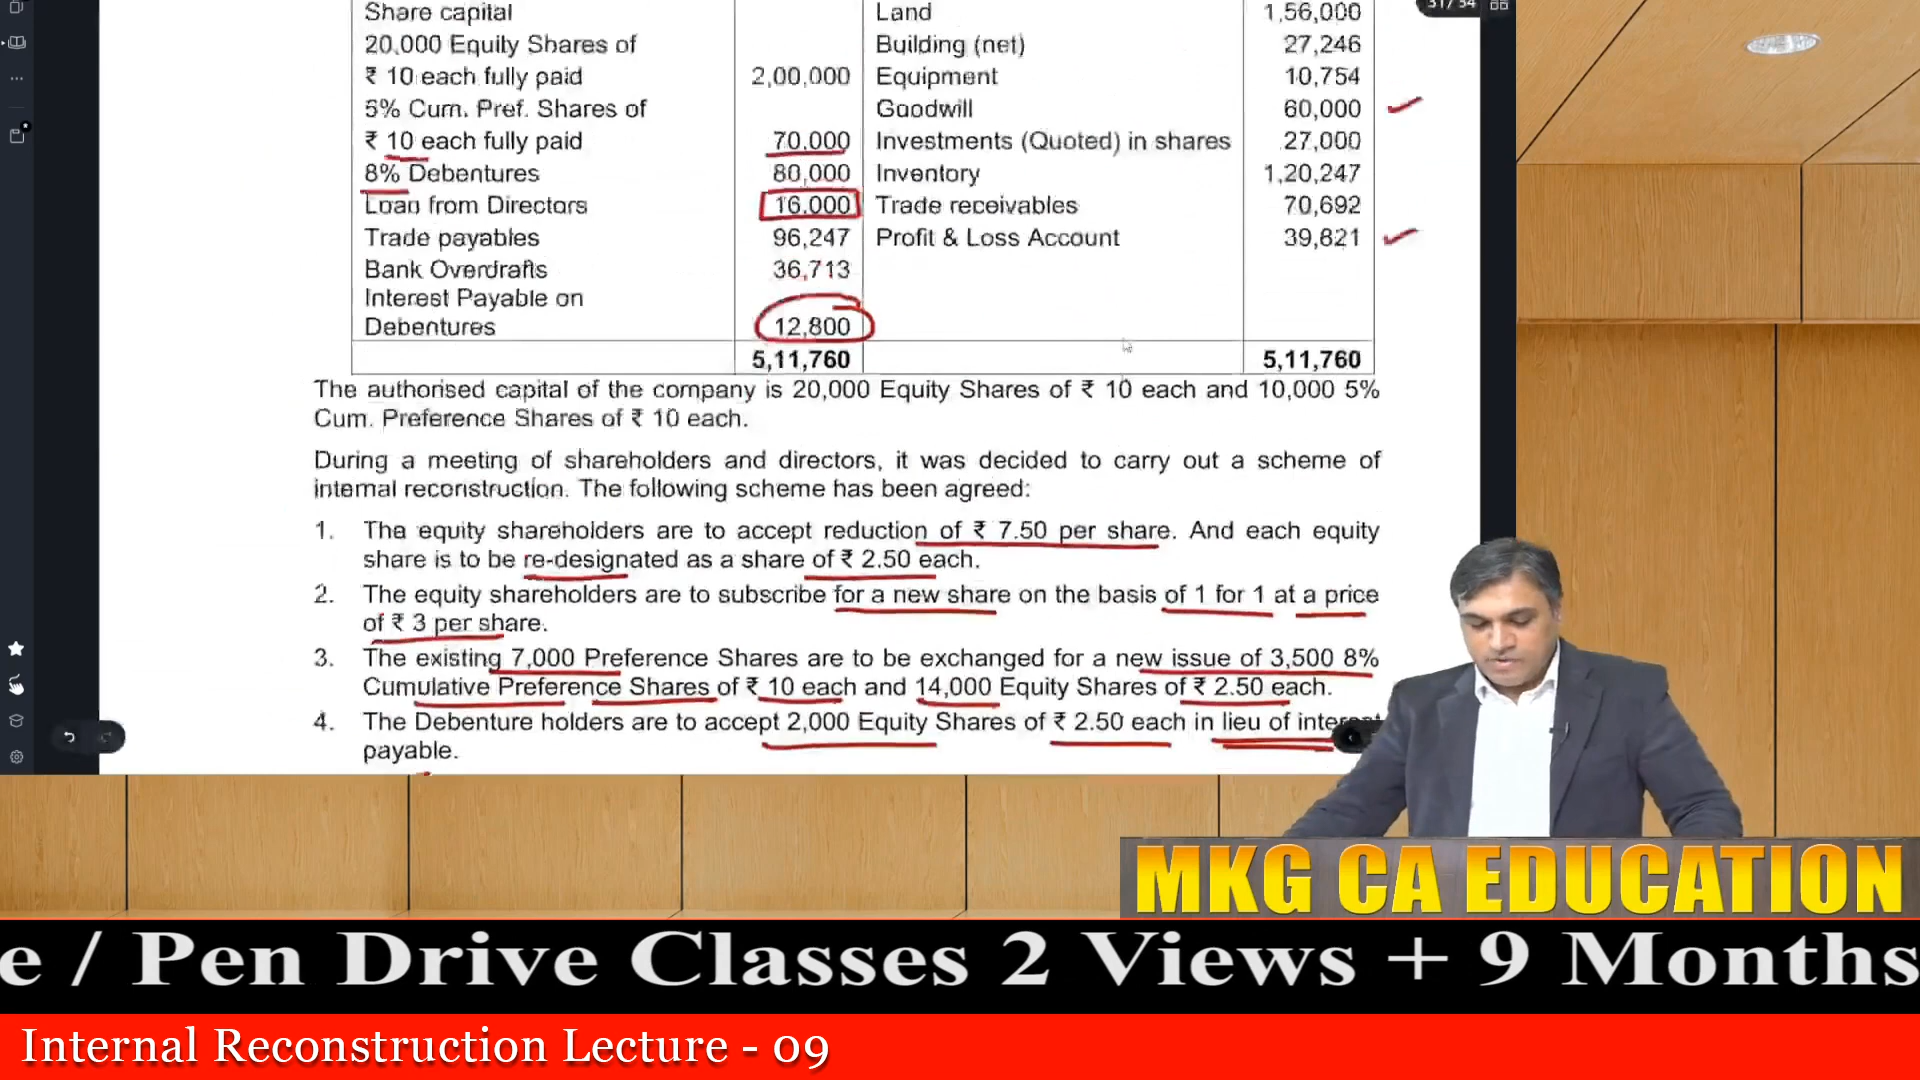 31 / 54
Share capital
Land 1,56,000
20,000 Equity Shares of
Building (net) 27,246
₹ 10 each fully paid 2,00,000
Equipment 10,754
5% Cum. Pref. Shares of
Goodwill 60,000
₹ 10 each fully paid 70,000
Investments (Quoted) in shares 27,000
8% Debentures 80,000
Inventory 1,20,247
Loan from Directors 16,000
Trade receivables 70,692
Trade payables 96,247
Profit & Loss Account 39,821
Bank Overdrafts 36,713
Interest Payable on
Debentures 12,800
5,11,760 5,11,760
The authorised capital of the company is 20,000 Equity Shares of ₹ 10 each and 10,000 5%
Cum. Preference Shares of ₹ 10 each.
During a meeting of shareholders and directors, it was decided to carry out a scheme of
internal reconstruction. The following scheme has been agreed:
1. The equity shareholders are to accept reduction of ₹ 7.50 per share. And each equity
share is to be re-designated as a share of ₹ 2.50 each.
2. The equity shareholders are to subscribe for a new share on the basis of 1 for 1 at a price
of ₹ 3 per share.
3. The existing 7,000 Preference Shares are to be exchanged for a new issue of 3,500 8%
Cumulative Preference Shares of ₹ 10 each and 14,000 Equity Shares of ₹ 2.50 each.
4. The Debenture holders are to accept 2,000 Equity Shares of ₹ 2.50 each in lieu of interest
payable.
MKG CA EDUCATION
e / Pen Drive Classes 2 Views + 9 Months
Internal Reconstruction Lecture - 09